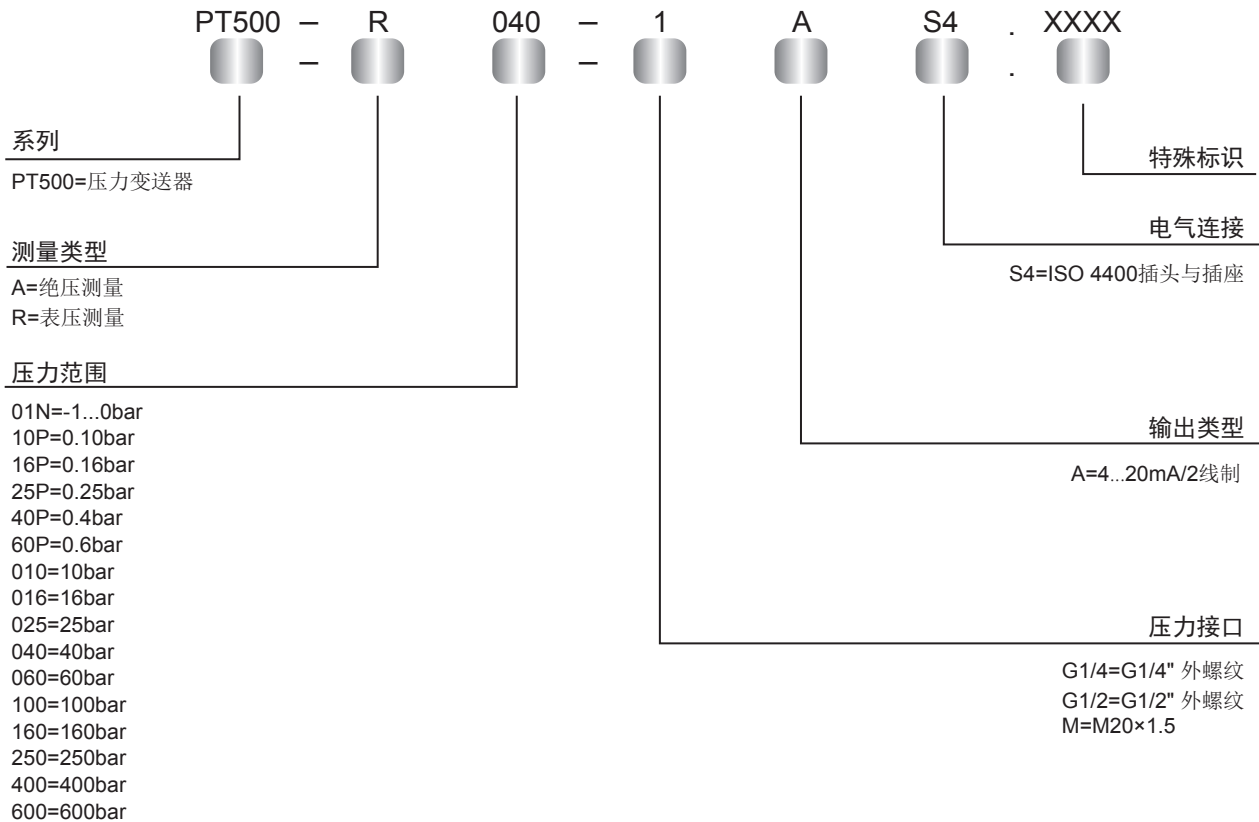 PT500 – R 040 – 1 A S4 . XXXX
– – .
系列
PT500=压力变送器
测量类型
A=绝压测量
R=表压测量
压力范围
01N=-1...0bar
10P=0.10bar
16P=0.16bar
25P=0.25bar
40P=0.4bar
60P=0.6bar
010=10bar
016=16bar
025=25bar
040=40bar
060=60bar
100=100bar
160=160bar
250=250bar
400=400bar
600=600bar
特殊标识
电气连接
S4=ISO 4400插头与插座
输出类型
A=4...20mA/2线制
压力接口
G1/4=G1/4" 外螺纹
G1/2=G1/2" 外螺纹
M=M20×1.5